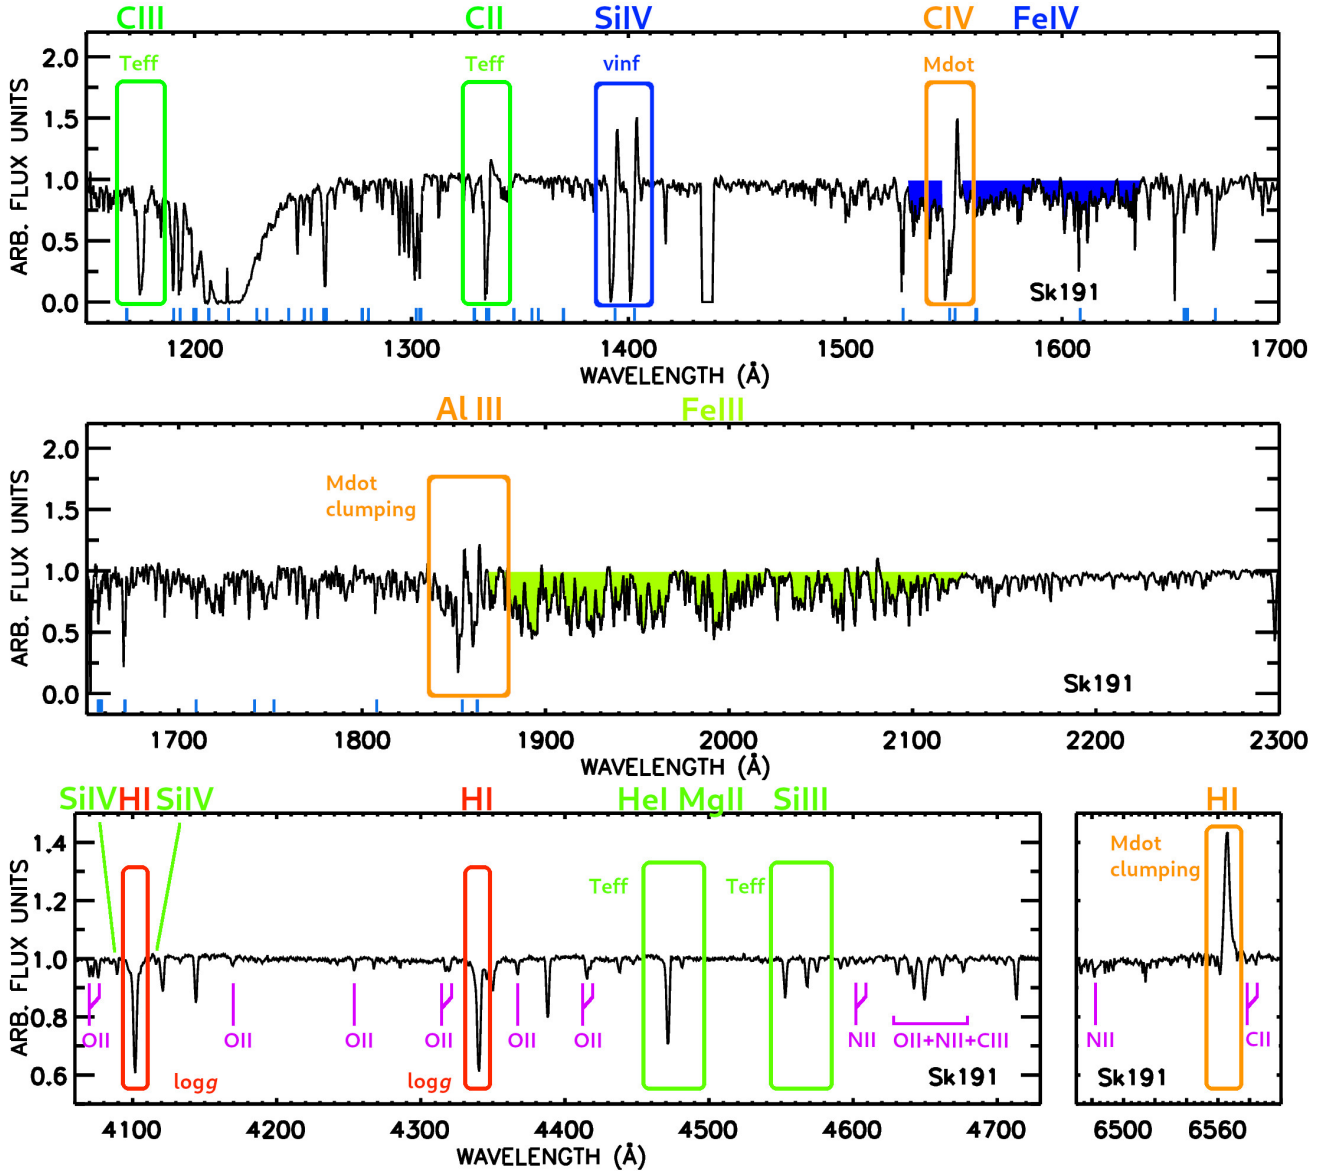 CIII CII SiIV CIV FeIV
Teff Teff vinf Mdot
2.0
1.5
1.0
0.5
0.0
ARB. FLUX UNITS
Sk191
1200 1300 1400 1500 1600 1700
WAVELENGTH (Å)
Al III FeIII
2.0
1.5
1.0
0.5
0.0
ARB. FLUX UNITS
Mdot
clumping
Sk191
1700 1800 1900 2000 2100 2200 2300
WAVELENGTH (Å)
SiIV HI SiIV HI HeI MgII SiIII HI
1.4
1.2
1.0
0.8
0.6
ARB. FLUX UNITS
Teff Teff
Mdot
clumping
OII OII OII OII OII OII NII OII+NII+CIII NII CII
logg logg
Sk191 Sk191
4100 4200 4300 4400 4500 4600 4700 6500 6560
WAVELENGTH (Å)